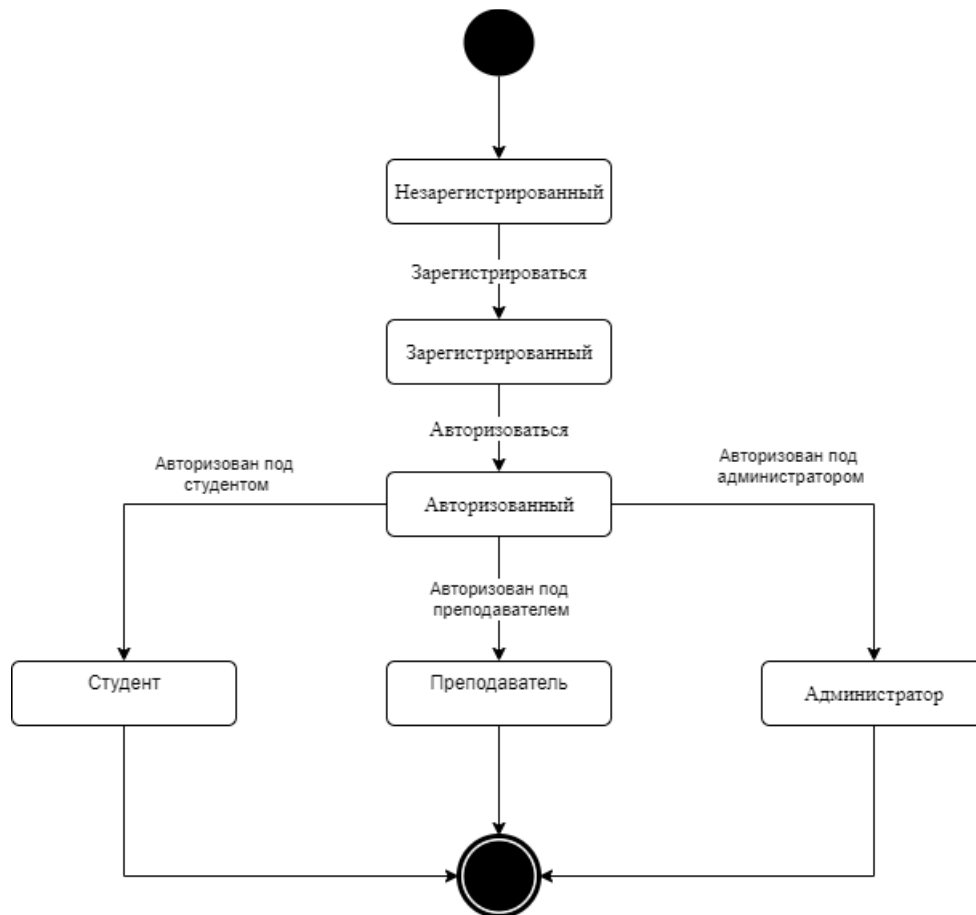 Незарегистрированный
Зарегистрироваться
Зарегистрированный
Авторизоваться
Авторизован под
студентом
Авторизован под
администратором
Авторизованный
Авторизован под
преподавателем
Студент
Преподаватель
Администратор